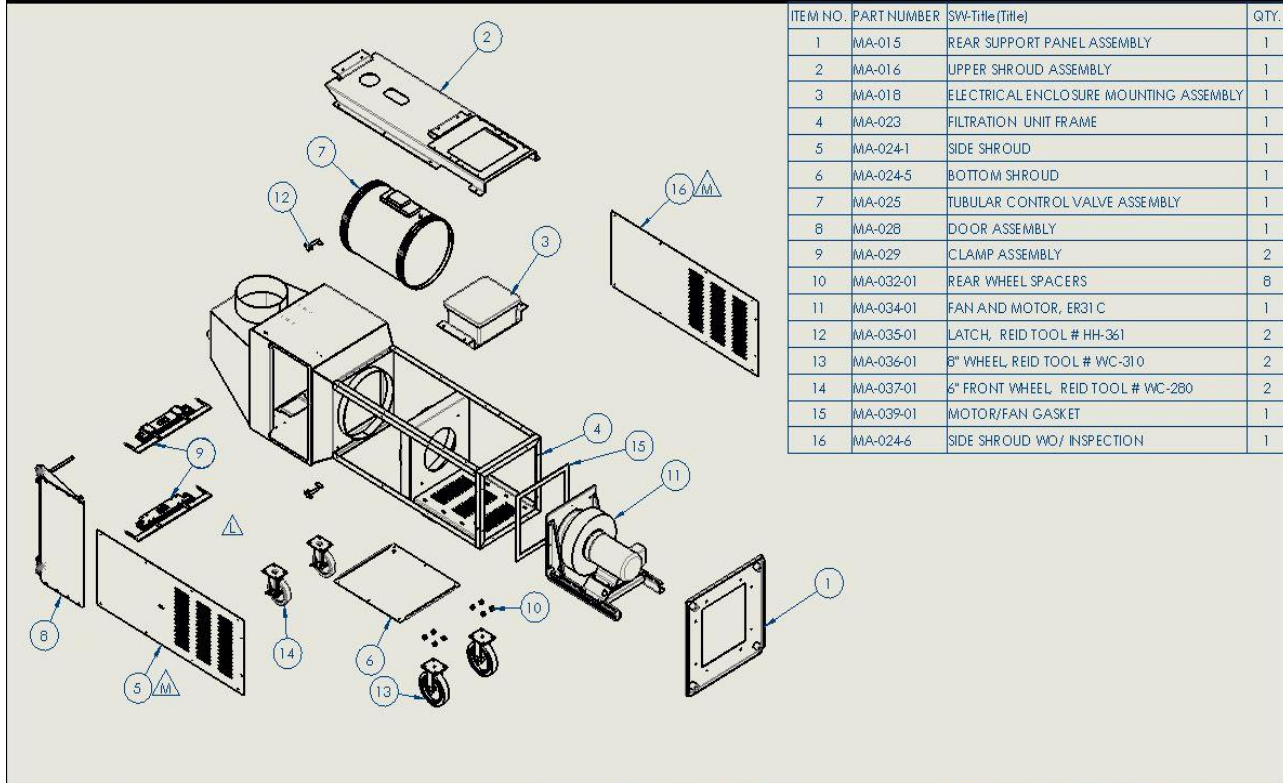 ITEM NO. PART NUMBER SW-Title(Title) QTY.
1 MA-015 REAR SUPPORT PANEL ASSEMBLY 1
2 MA-016 UPPER SHROUD ASSEMBLY 1
3 MA-018 ELECTRICAL ENCLOSURE MOUNTING ASSEMBLY 1
4 MA-023 FILTRATION UNIT FRAME 1
5 MA-024-1 SIDE SHROUD 1
6 MA-024-5 BOTTOM SHROUD 1
7 MA-025 TUBULAR CONTROL VALVE ASSEMBLY 1
8 MA-028 DOOR ASSEMBLY 1
9 MA-029 CLAMP ASSEMBLY 2
10 MA-032-01 REAR WHEEL SPACERS 8
11 MA-034-01 FAN AND MOTOR, ER31C 1
12 MA-035-01 LATCH, REID TOOL # HH-361 2
13 MA-036-01 8" WHEEL, REID TOOL # WC-310 2
14 MA-037-01 6" FRONT WHEEL, REID TOOL # WC-280 2
15 MA-039-01 MOTOR/FAN GASKET 1
16 MA-024-6 SIDE SHROUD WO/ INSPECTION 1
2
7
12
16 M
3
4
15
9
11
L
1
10
8
14
6
5 M
13